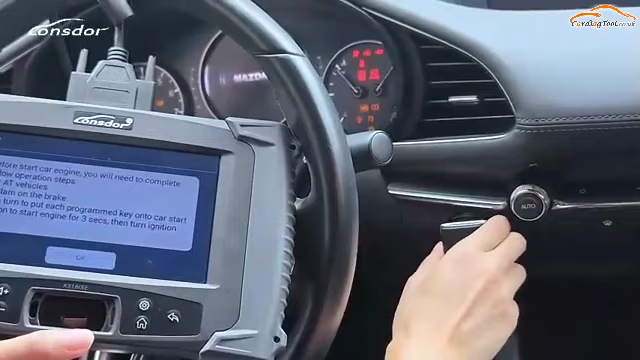 Lonsdor
CarDiagTool.co.uk
MAZDA
Lonsdor
efore start car engine, you will need to complete
low operation steps:
AT vehicles
lam on the brake.
turn to put each programmed key onto car start
on to start engine for 3 secs, then turn ignition
OK
K518ISE
AUTO